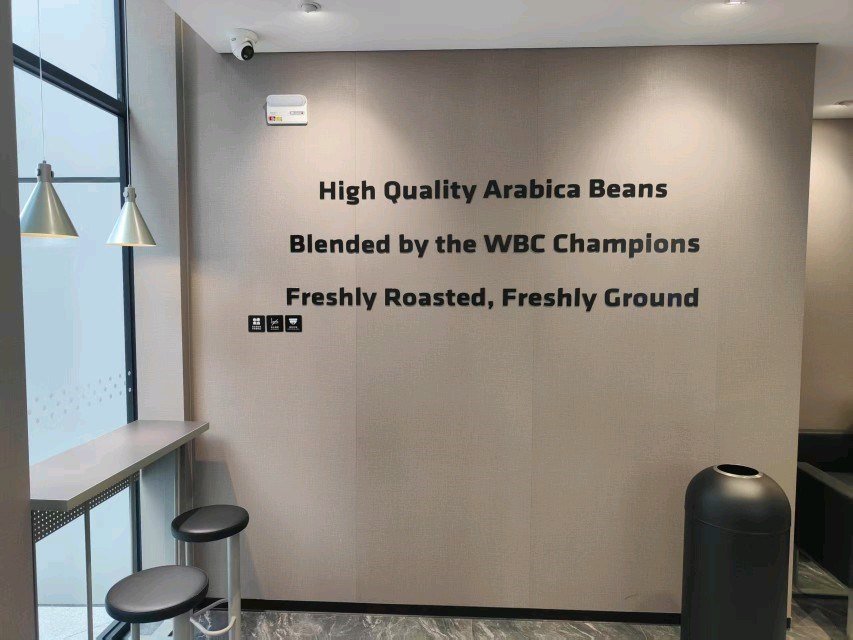 High Quality Arabica Beans
Blended by the WBC Champions
Freshly Roasted, Freshly Ground